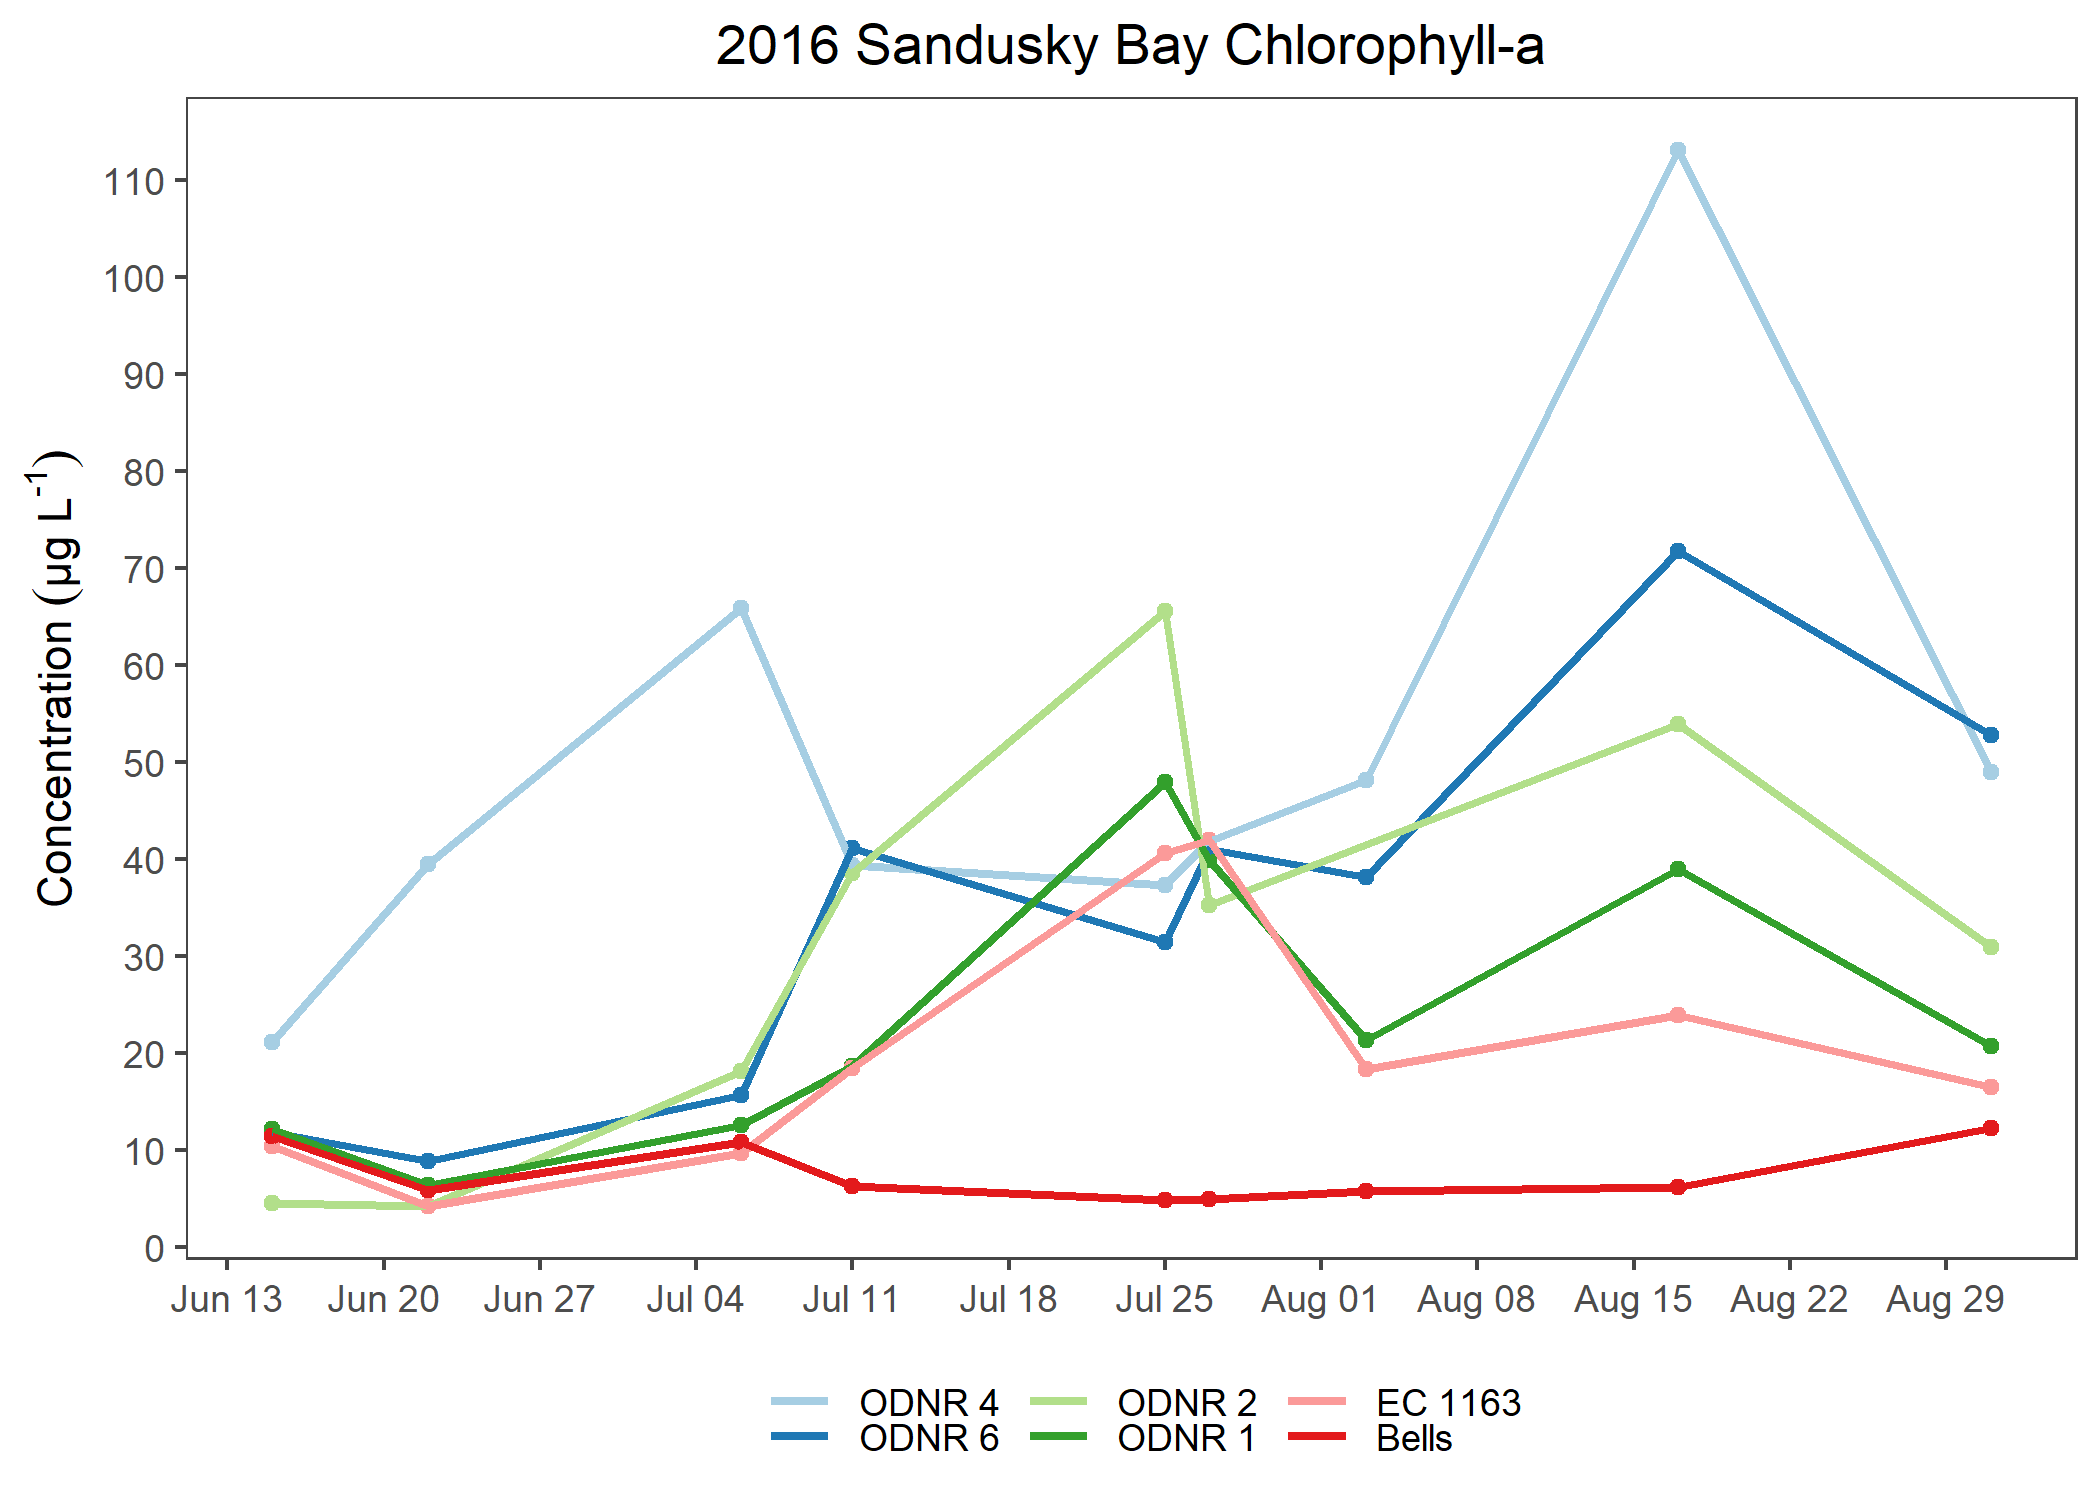 2016 Sandusky Bay Chlorophyll-a
Concentration (µg L⁻¹)
110
100
90
80
70
60
50
40
30
20
10
0
Jun 13 Jun 20 Jun 27 Jul 04 Jul 11 Jul 18 Jul 25 Aug 01 Aug 08 Aug 15 Aug 22 Aug 29
ODNR 4 ODNR 2 EC 1163
ODNR 6 ODNR 1 Bells